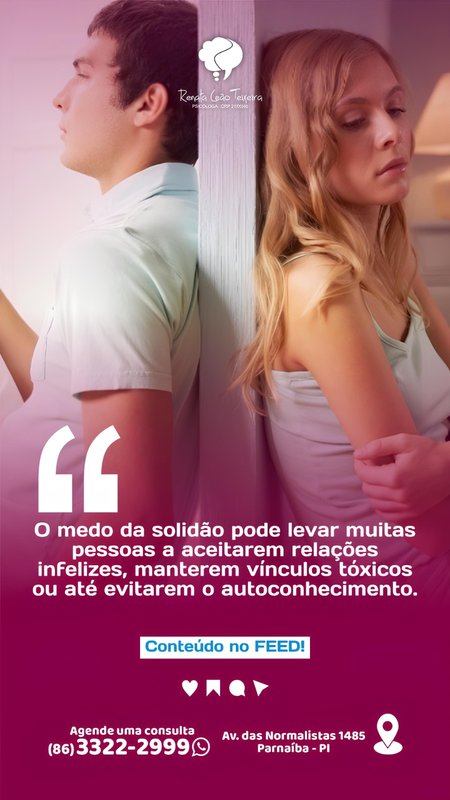 Renata Leão Teixeira
“
O medo da solidão pode levar muitas
pessoas a aceitarem relações
infelizes, manterem vínculos tóxicos
ou até evitarem o autoconhecimento.
Conteúdo no FEED!
Agende uma consulta
(86)3322-2999
Av. das Normalistas 1485
Parnaíba - PI